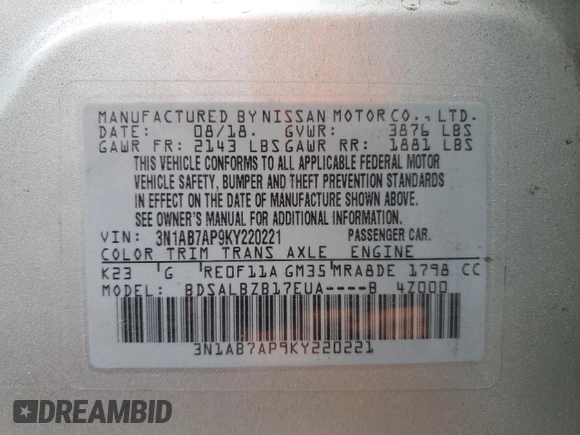 MANUFACTURED BY NISSAN MOTOR CO., LTD.
DATE: 08/18. GVWR: 3876 LBS
GAWR FR: 2143 LBS GAWR RR: 1881 LBS
THIS VEHICLE CONFORMS TO ALL APPLICABLE FEDERAL MOTOR
VEHICLE SAFETY, BUMPER AND THEFT PREVENTION STANDARDS
IN EFFECT ON THE DATE OF MANUFACTURE SHOWN ABOVE.
SEE OWNER'S MANUAL FOR ADDITIONAL INFORMATION.
VIN: 3N1AB7AP9KY220221 PASSENGER CAR.
COLOR TRIM TRANS AXLE ENGINE
K23 G RE0F11A GM35 MRA8DE 1798 CC
MODEL: BDSALBZB17EUA----B 4Z000
3N1AB7AP9KY220221
DREAMBID